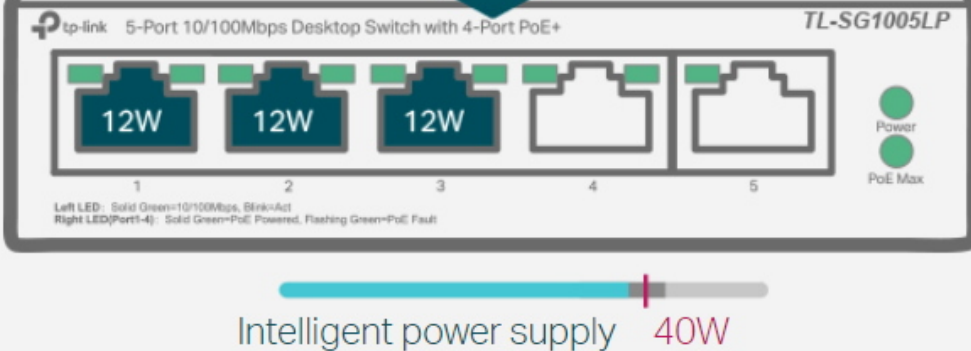 tp-link 5-Port 10/100Mbps Desktop Switch with 4-Port PoE+ TL-SG1005LP
12W 12W 12W
Power
PoE Max
1 2 3 4 5
Left LED: Solid Green=10/100Mbps, Blink=Act
Right LED(Port1-4): Solid Green=PoE Powered, Flashing Green=PoE Fault
Intelligent power supply 40W